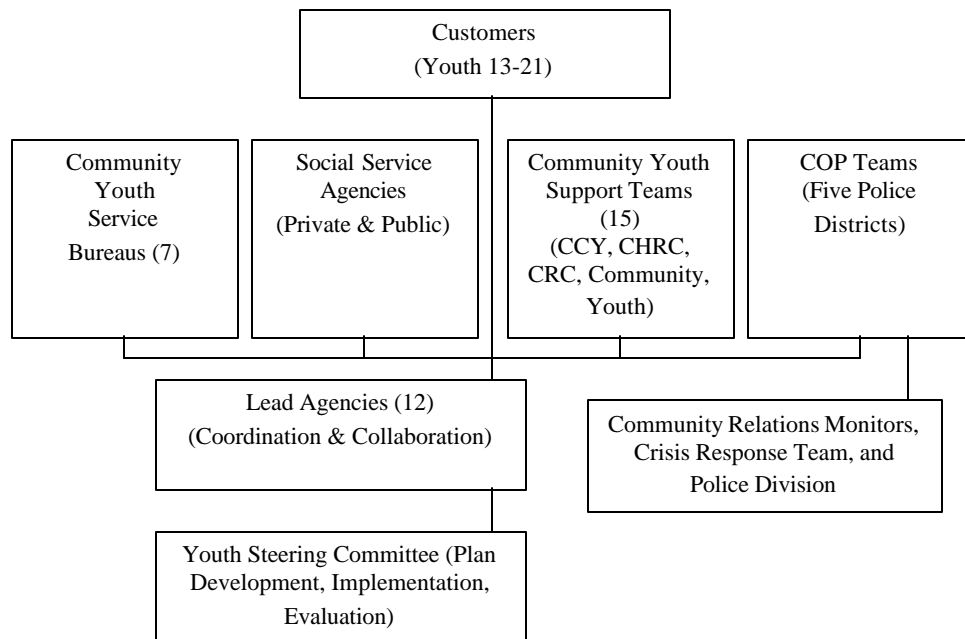 Customers
(Youth 13-21)
Community
Youth
Service
Bureaus (7)
Social Service
Agencies
(Private & Public)
Community Youth
Support Teams
(15)
(CCY, CHRC,
CRC, Community,
Youth)
COP Teams
(Five Police
Districts)
Lead Agencies (12)
(Coordination & Collaboration)
Community Relations Monitors,
Crisis Response Team, and
Police Division
Youth Steering Committee (Plan
Development, Implementation,
Evaluation)